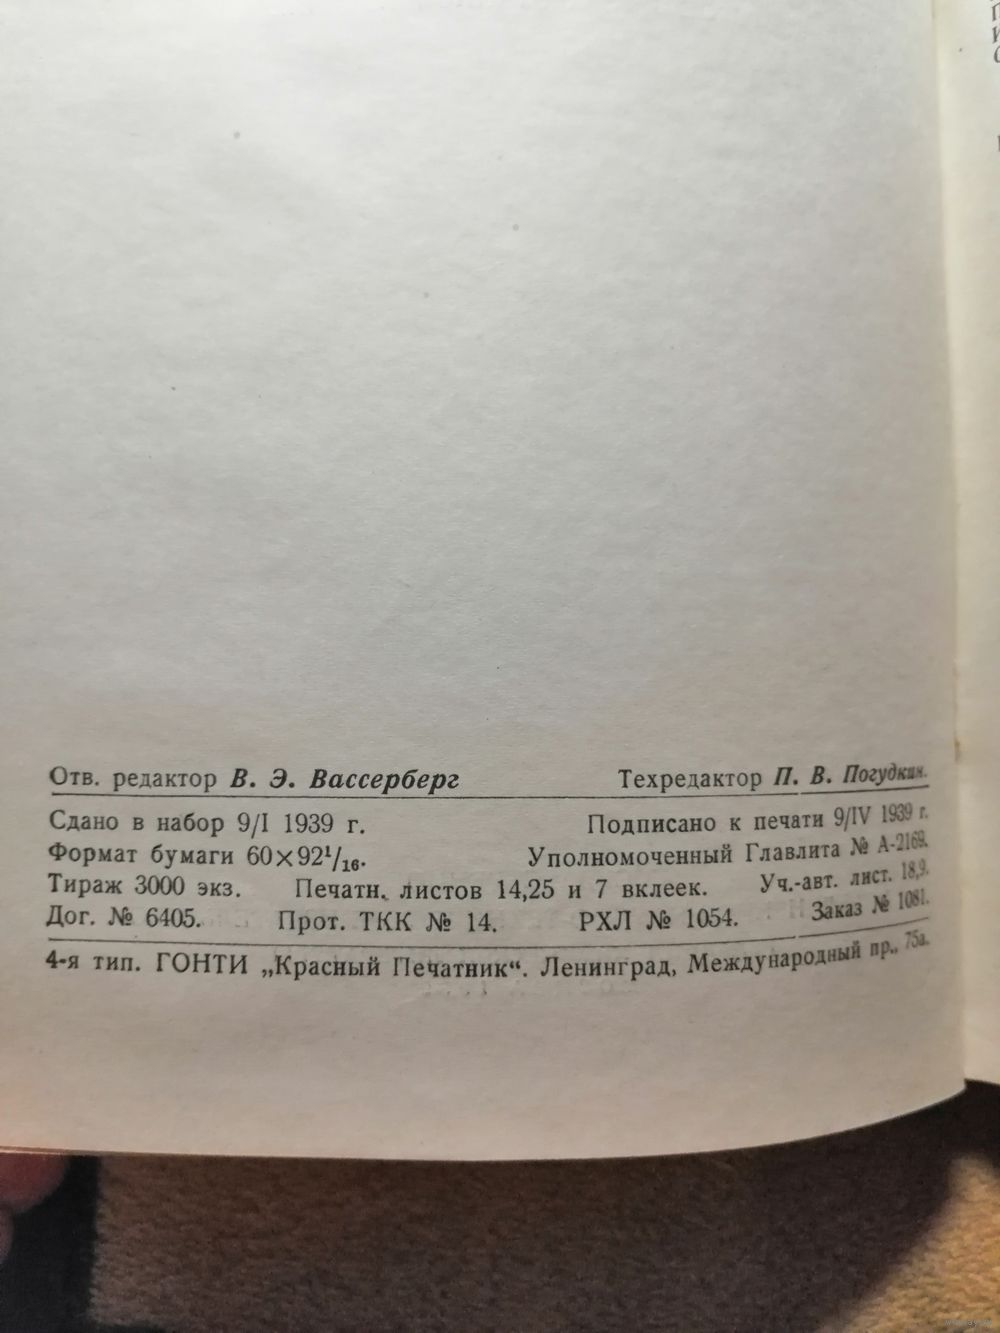 Отв. редактор В. Э. Вассерберг Техредактор П. В. Погудкин.
Сдано в набор 9/I 1939 г. Подписано к печати 9/IV 1939 г.
Формат бумаги 60×92¹/₁₆. Уполномоченный Главлита № А-2169.
Тираж 3000 экз. Печатн. листов 14,25 и 7 вклеек. Уч.-авт. лист. 18,9.
Дог. № 6405. Прот. ТКК № 14. РХЛ № 1054. Заказ № 1081.
4-я тип. ГОНТИ „Красный Печатник“. Ленинград, Международный пр., 75а.